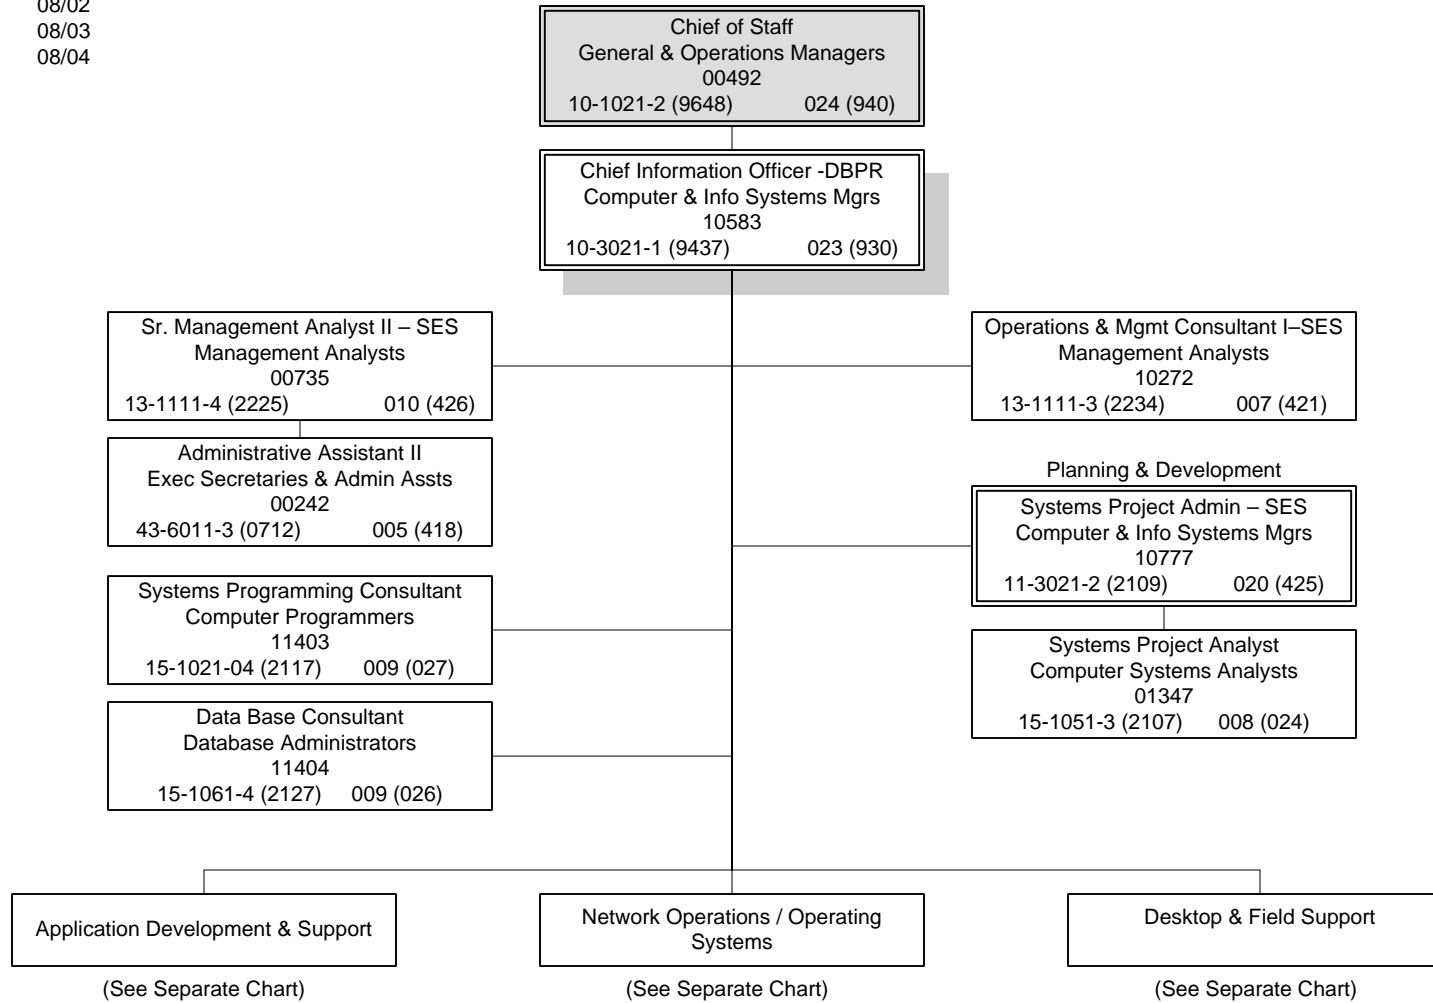 08/02
08/03
08/04
Chief of Staff
General & Operations Managers
00492
10-1021-2 (9648) 024 (940)
Chief Information Officer -DBPR
Computer & Info Systems Mgrs
10583
10-3021-1 (9437) 023 (930)
Sr. Management Analyst II – SES
Management Analysts
00735
13-1111-4 (2225) 010 (426)
Operations & Mgmt Consultant I–SES
Management Analysts
10272
13-1111-3 (2234) 007 (421)
Administrative Assistant II
Exec Secretaries & Admin Assts
00242
43-6011-3 (0712) 005 (418)
Planning & Development
Systems Project Admin – SES
Computer & Info Systems Mgrs
10777
11-3021-2 (2109) 020 (425)
Systems Programming Consultant
Computer Programmers
11403
15-1021-04 (2117) 009 (027)
Systems Project Analyst
Computer Systems Analysts
01347
15-1051-3 (2107) 008 (024)
Data Base Consultant
Database Administrators
11404
15-1061-4 (2127) 009 (026)
Application Development & Support
(See Separate Chart)
Network Operations / Operating
Systems
(See Separate Chart)
Desktop & Field Support
(See Separate Chart)